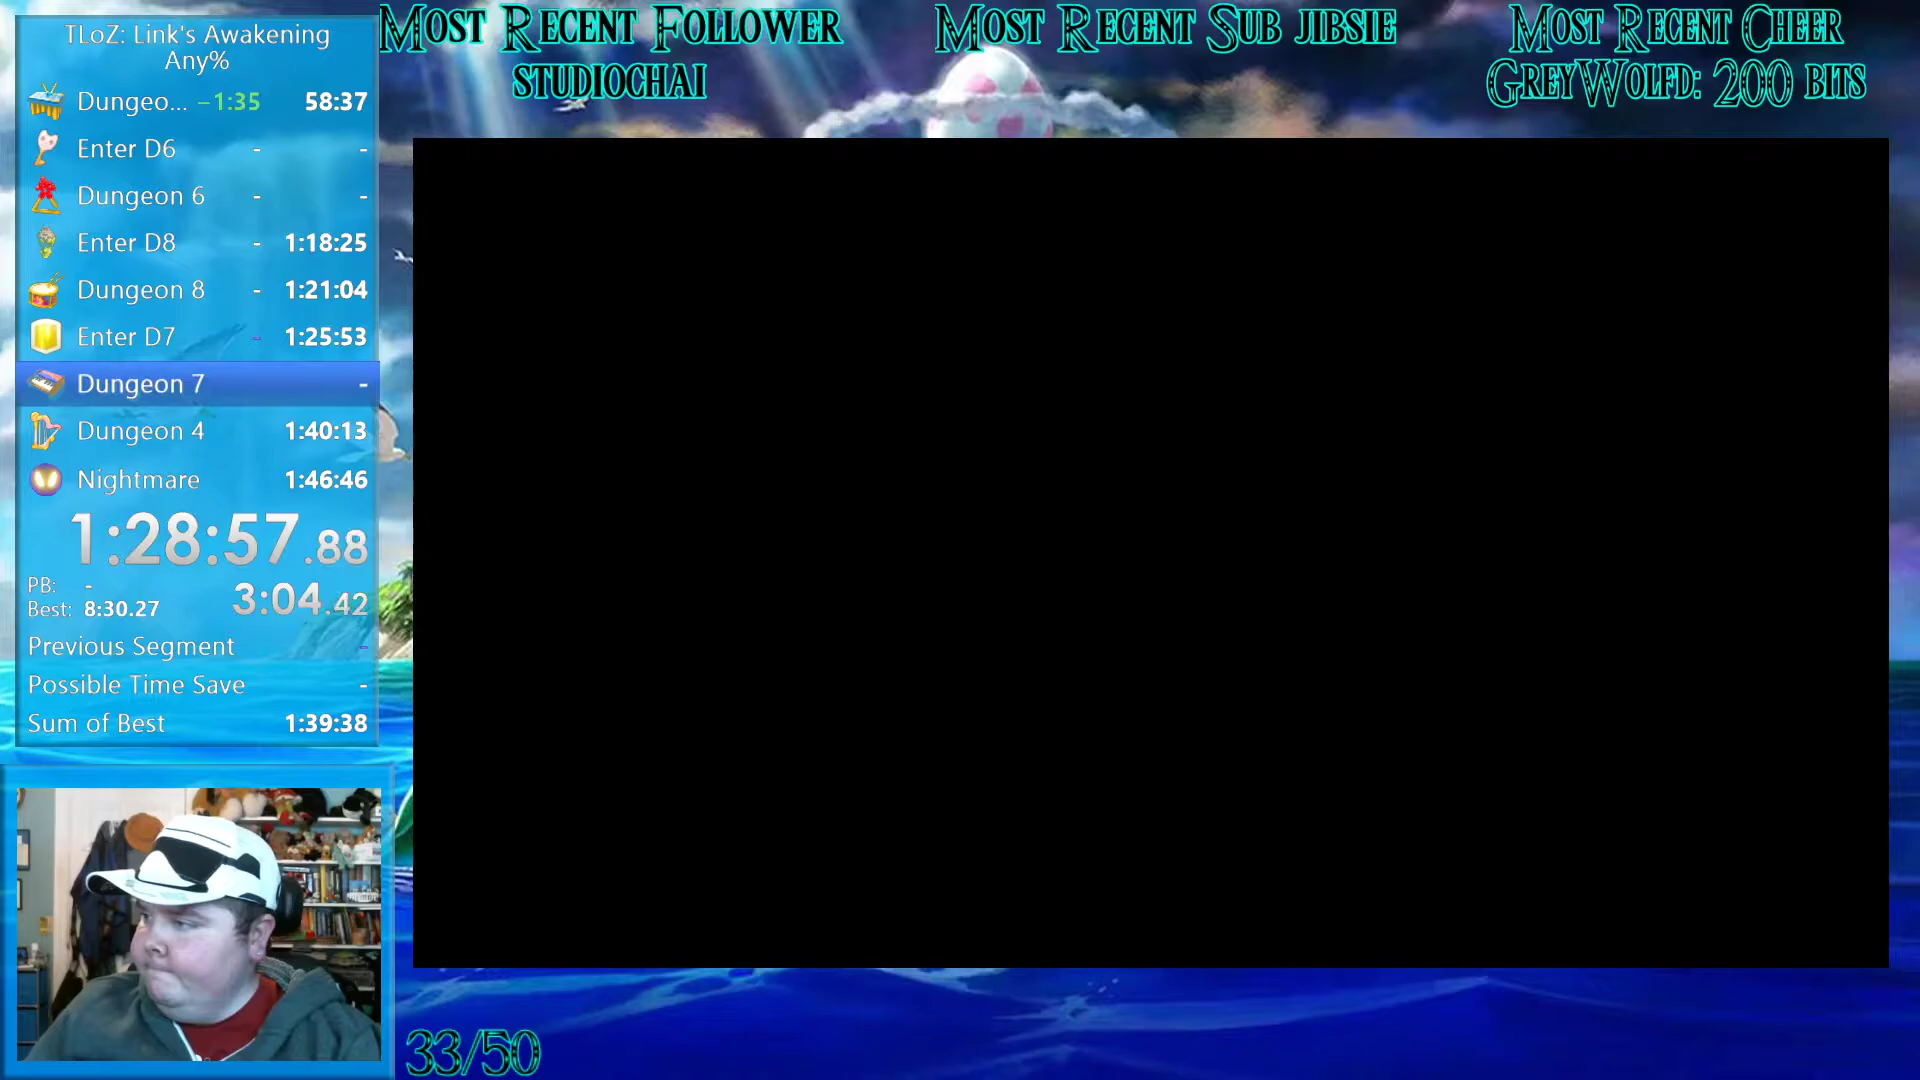 TLoZ: Link's Awakening
Any%
Dungeo... −1:35 58:37
Enter D6 - -
Dungeon 6 - -
Enter D8 - 1:18:25
Dungeon 8 - 1:21:04
Enter D7 - 1:25:53
Dungeon 7 -
Dungeon 4 1:40:13
Nightmare 1:46:46
1:28:57.88
PB: -
Best: 8:30.27
3:04.42
Previous Segment -
Possible Time Save -
Sum of Best 1:39:38
Most Recent Follower
studiochai
Most Recent Sub jibsie
Most Recent Cheer
GreyWolfd: 200 bits
33/50